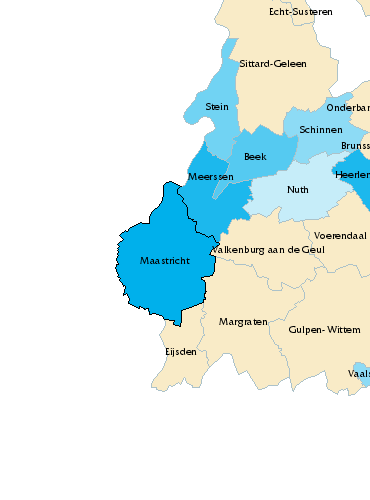 Echt-Susteren
Sittard-Geleen
Stein
Onderban
Schinnen
Brunss
Beek
Meerssen
Heerlen
Nuth
Voerendaal
Valkenburg aan de Geul
Maastricht
Margraten
Gulpen- Wittem
Eijsden
Vaals